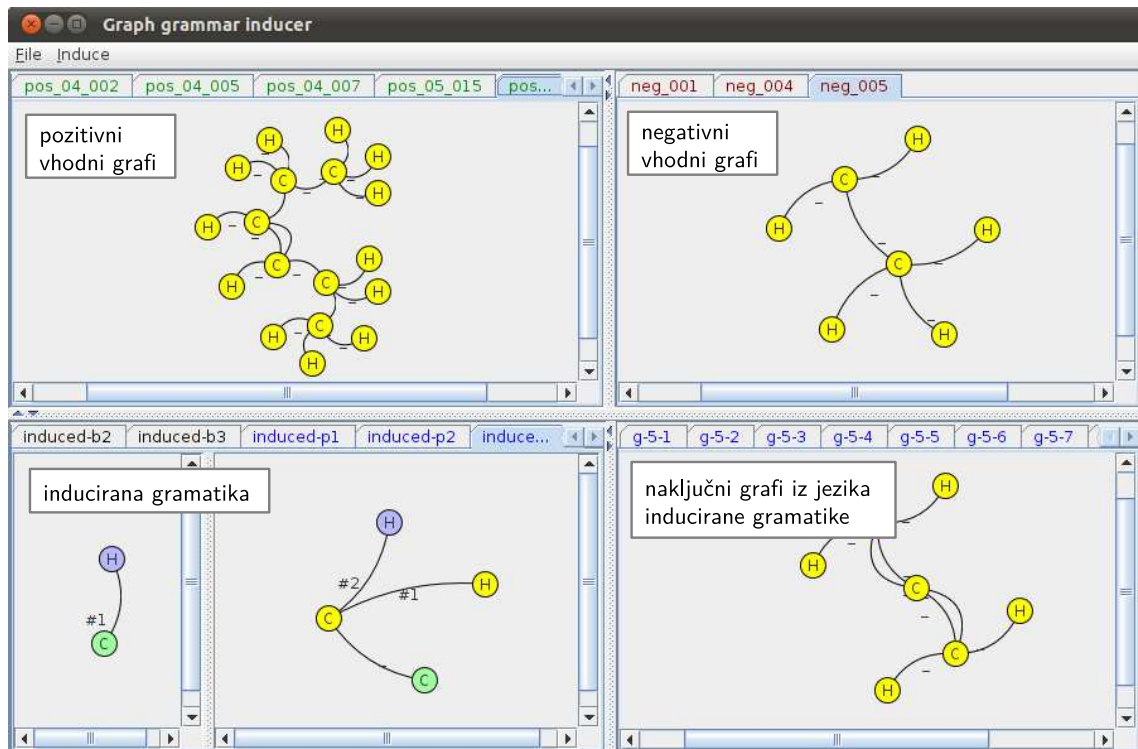 Graph grammar inducer
File Induce
pos_04_002 pos_04_005 pos_04_007 pos_05_015 pos...
neg_001 neg_004 neg_005
pozitivni
vhodni grafi
H
H
H
H
H
C
C
H
H
C
C
H
C
H
H
C
H
H
H
negativni
vhodni grafi
H
C
H
H
C
H
H
induced-b2 induced-b3 induced-p1 induced-p2 induce...
g-5-1 g-5-2 g-5-3 g-5-4 g-5-5 g-5-6 g-5-7
inducirana gramatika
H
#1
C
H
#2
#1
H
C
C
naključni grafi iz jezika
inducirane gramatike
H
H
C
H
C
H